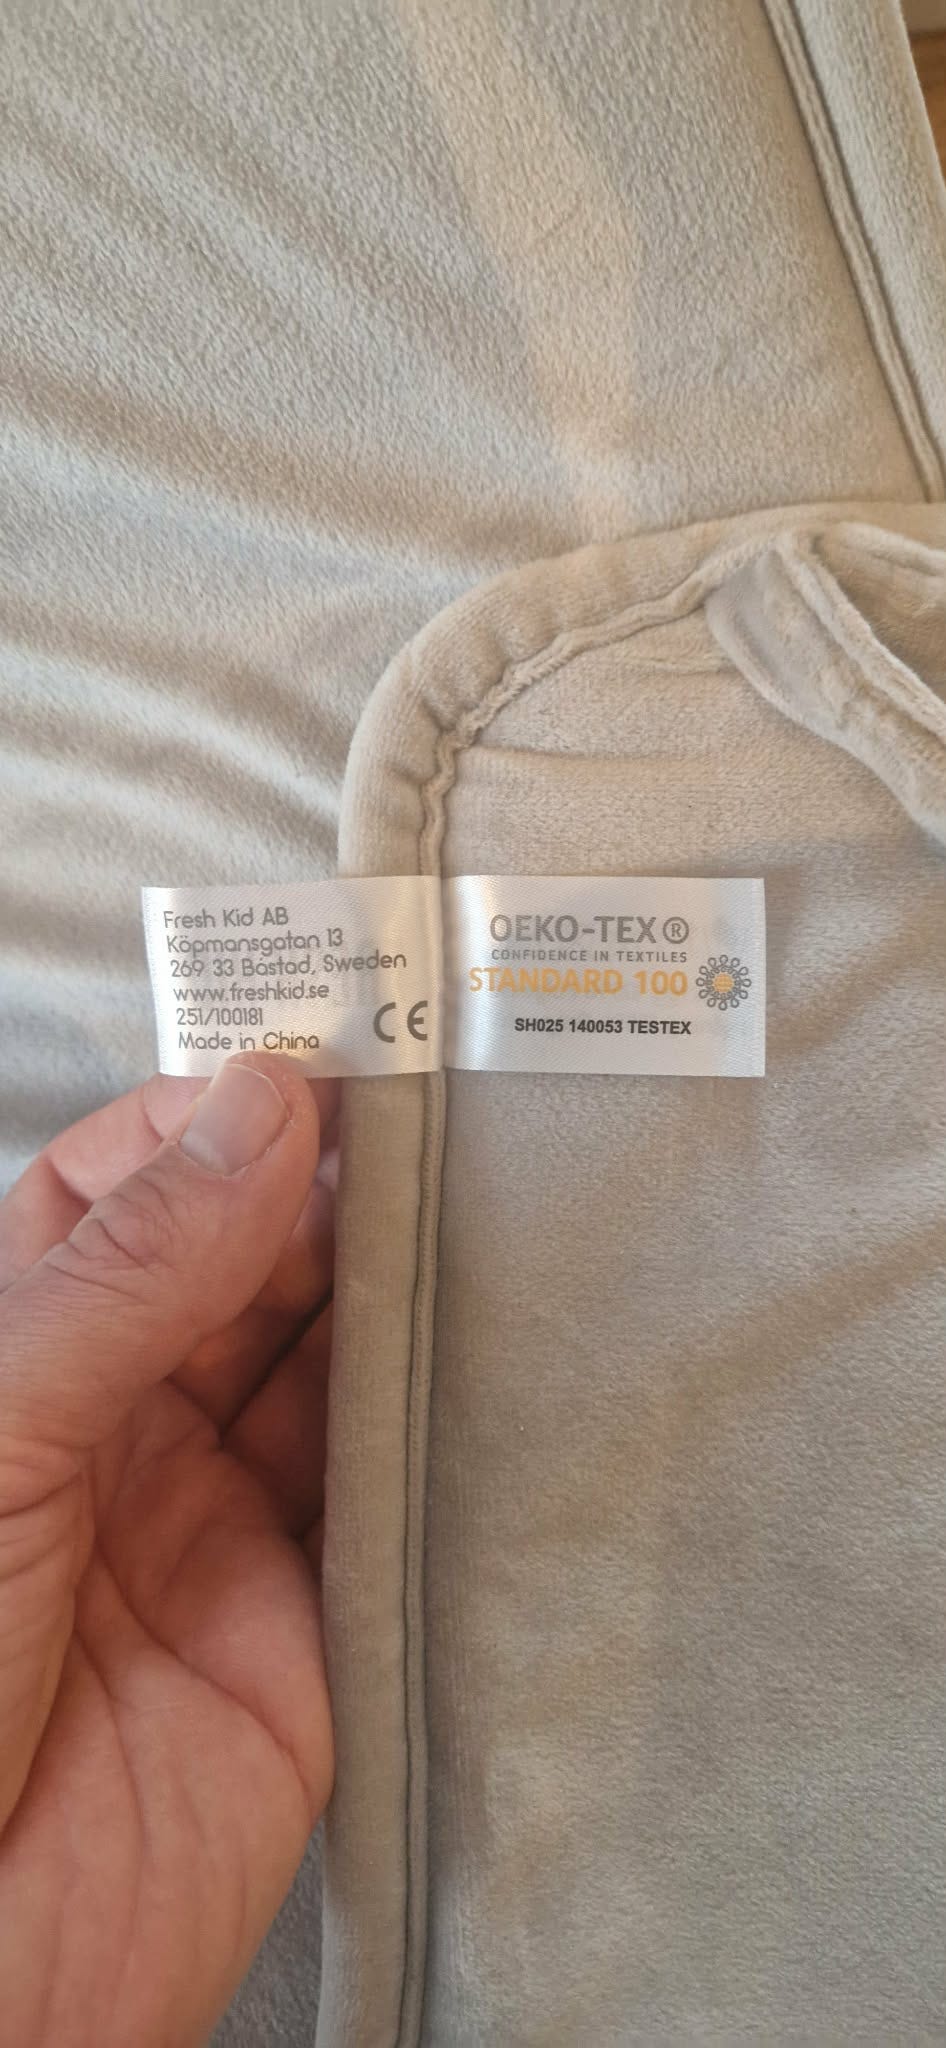 Fresh Kid AB
Köpmansgatan 13
269 33 Båstad, Sweden
www.freshkid.se
251/100181
Made in China
CE
OEKO-TEX®
CONFIDENCE IN TEXTILES
STANDARD 100
SH025 140053 TESTEX